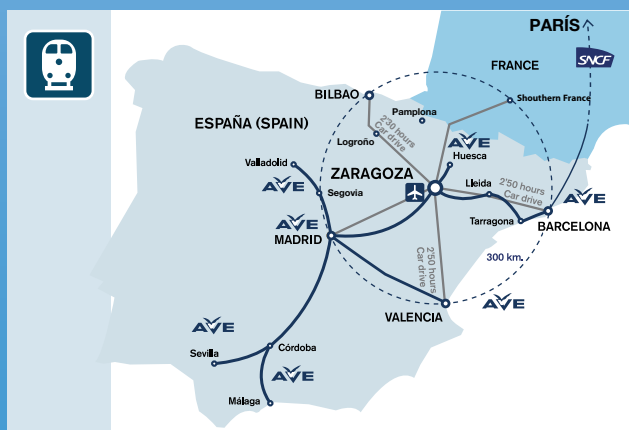 PARÍS
SNCF
FRANCE
BILBAO
Shouthern France
Pamplona
ESPAÑA (SPAIN)
2'30 hours
Car drive
Logroño
AVE
Huesca
Valladolid
ZARAGOZA
AVE
Segovia
Lleida
2'50 hours
Car drive
AVE
AVE
Tarragona
BARCELONA
MADRID
2'50 hours
Car drive
300 km.
AVE
VALENCIA
AVE
Córdoba
Sevilla
AVE
Málaga